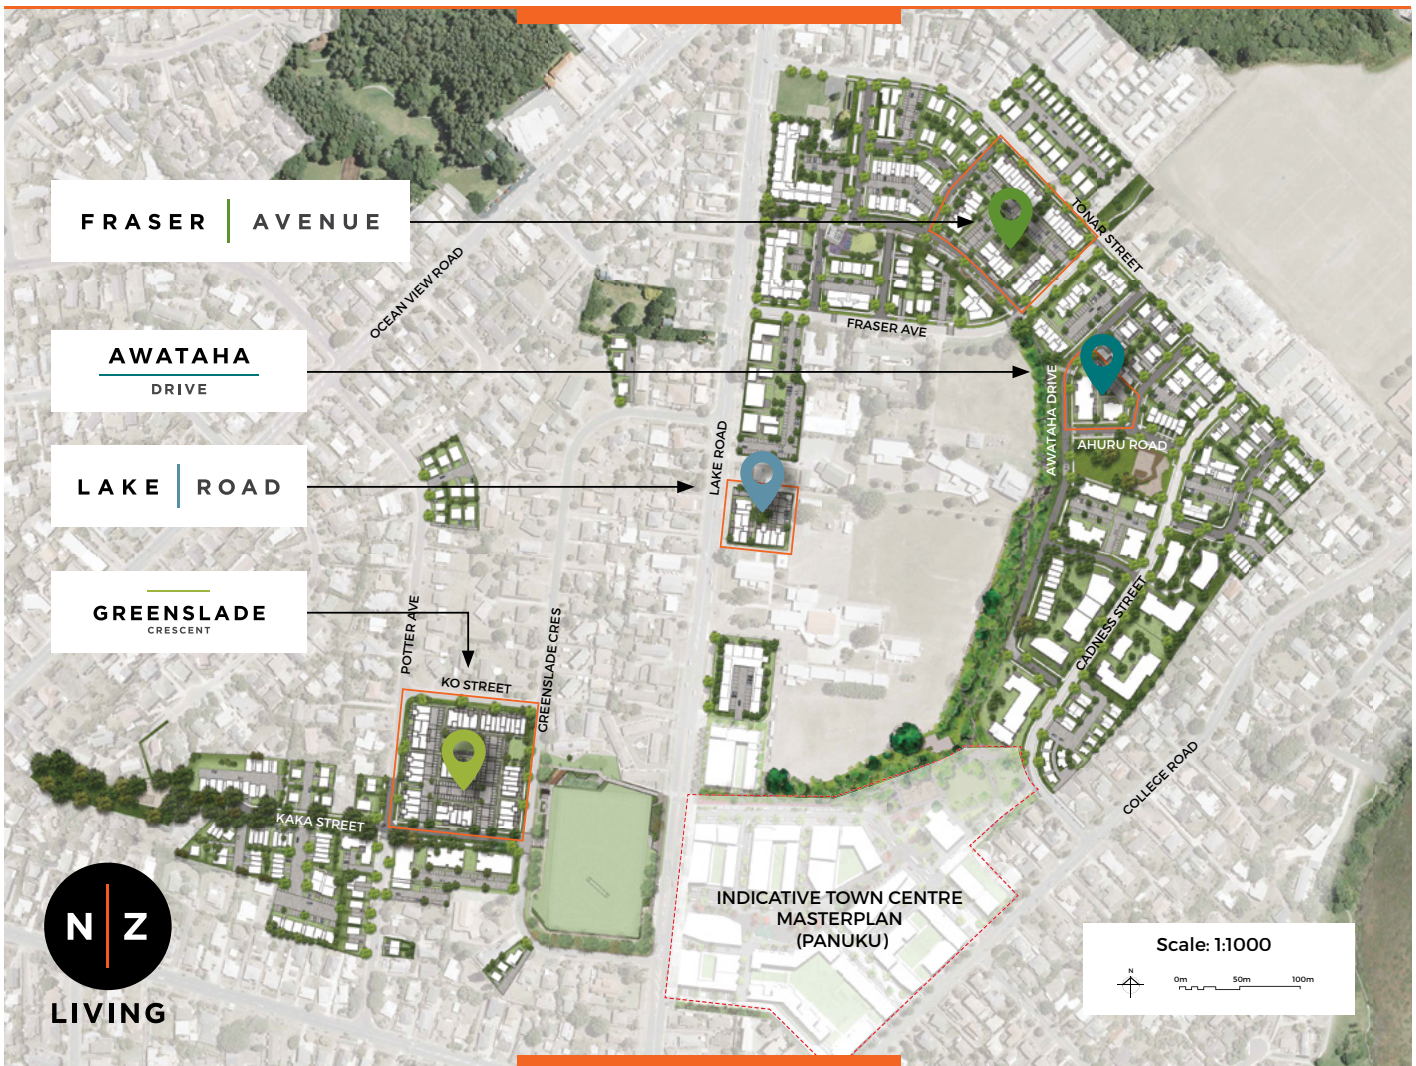 FRASER | AVENUE
AWATAHA
DRIVE
LAKE | ROAD
GREENSLADE
CRESCENT
OCEAN VIEW ROAD
TONAR STREET
FRASER AVE
AWATAHA DRIVE
AHURU ROAD
LAKE ROAD
CADNESS STREET
POTTER AVE
GREENSLADE CRES
KO STREET
KAKA STREET
COLLEGE ROAD
INDICATIVE TOWN CENTRE
MASTERPLAN
(PANUKU)
N | Z
LIVING
Scale: 1:1000
N
0m 50m 100m